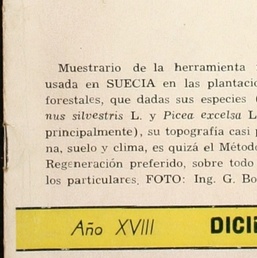 Muestrario de la herramienta
usada en SUECIA en las plantacio
forestales, que dadas sus especies (
nus silvestris L. y Picea excelsa L
principalmente), su topografía casi p
na, suelo y clima, es quizá el Método
Regeneración preferido, sobre todo
los particulares. FOTO: Ing. G. Bo
Año XVIII DICIE